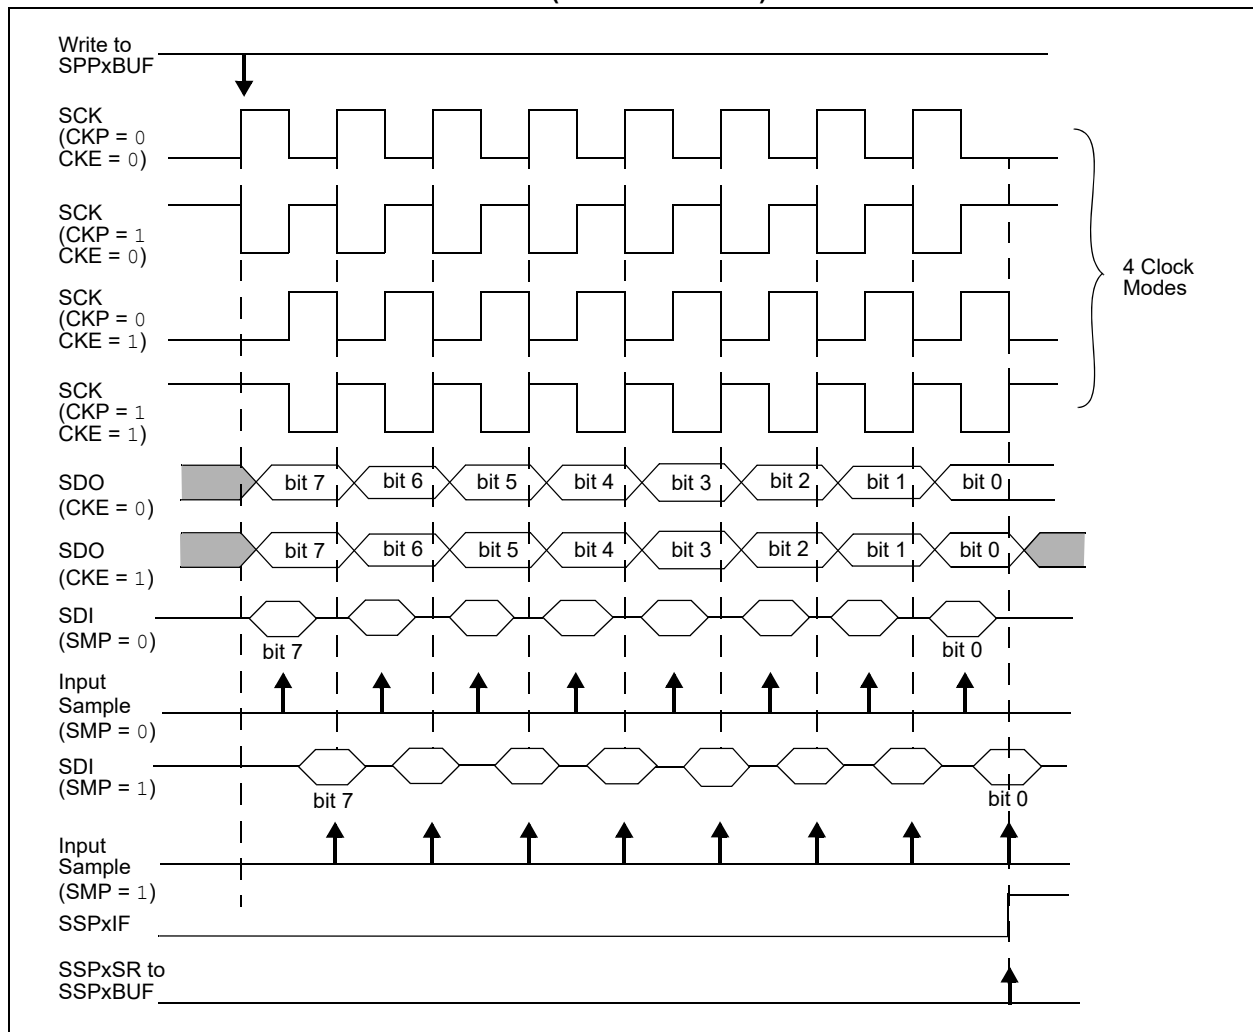 Write to
SPPxBUF
SCK
(CKP = 0
CKE = 0)
SCK
(CKP = 1
CKE = 0)
SCK
(CKP = 0
CKE = 1)
4 Clock
Modes
SCK
(CKP = 1
CKE = 1)
SDO
(CKE = 0)
bit 7 bit 6 bit 5 bit 4 bit 3 bit 2 bit 1 bit 0
SDO
(CKE = 1)
bit 7 bit 6 bit 5 bit 4 bit 3 bit 2 bit 1 bit 0
SDI
(SMP = 0)
bit 7 bit 0
Input
Sample
(SMP = 0)
SDI
(SMP = 1)
bit 7 bit 0
Input
Sample
(SMP = 1)
SSPxIF
SSPxSR to
SSPxBUF